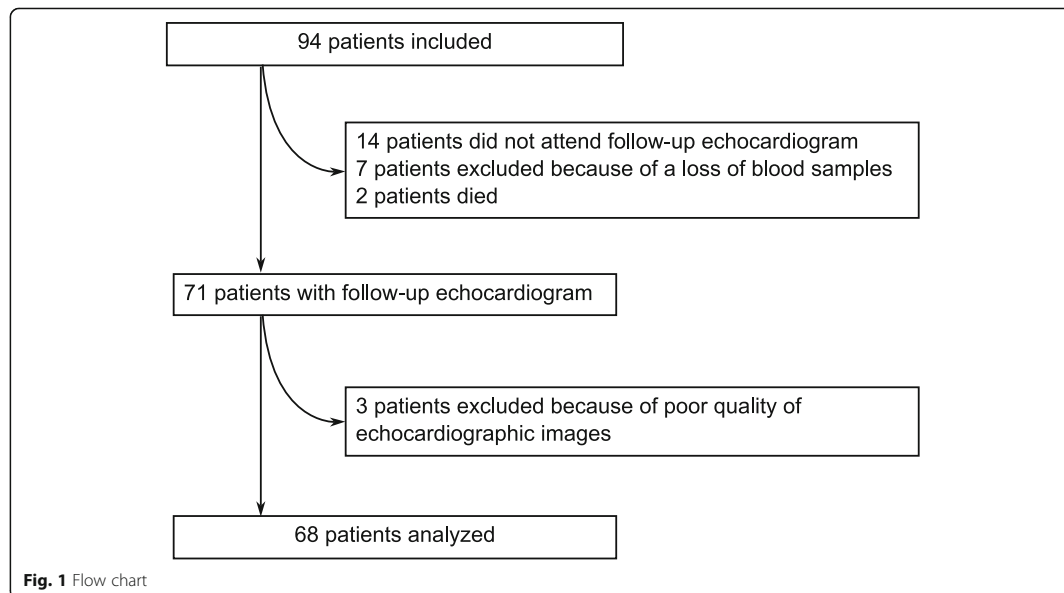 94 patients included
14 patients did not attend follow-up echocardiogram
7 patients excluded because of a loss of blood samples
2 patients died
71 patients with follow-up echocardiogram
3 patients excluded because of poor quality of
echocardiographic images
68 patients analyzed
Fig. 1 Flow chart